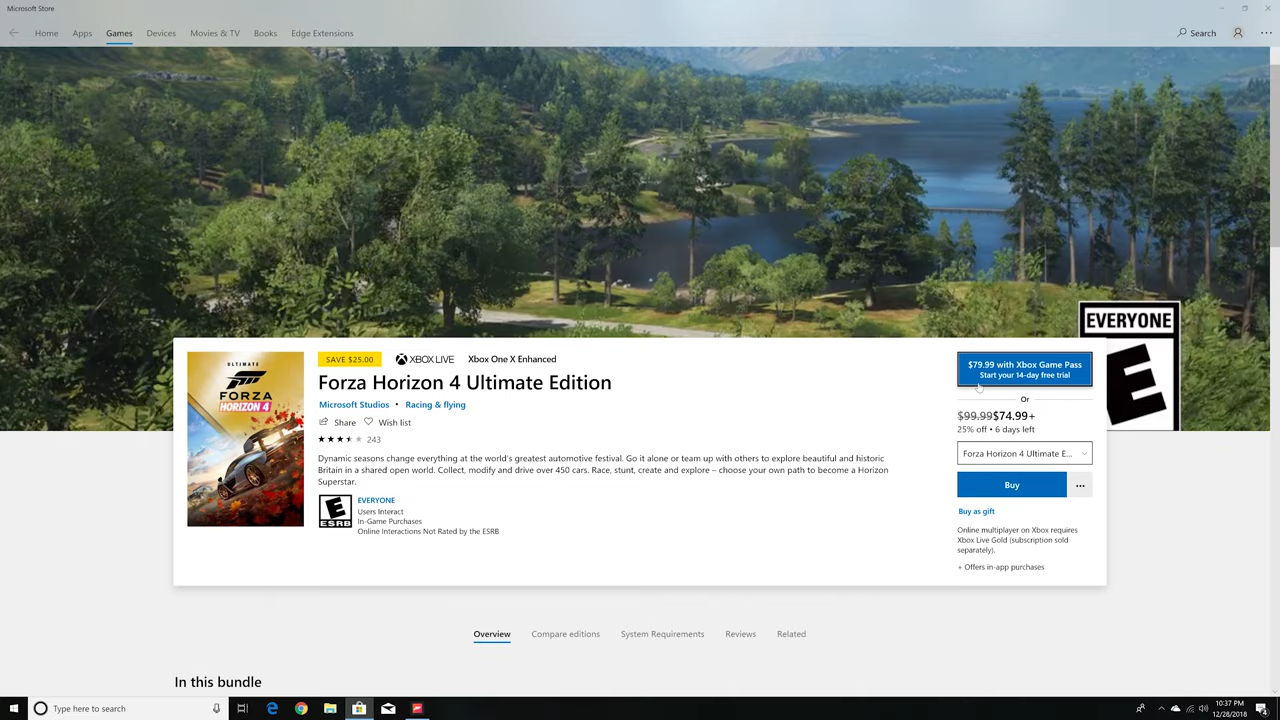 Microsoft Store
Home Apps Games Devices Movies & TV Books Edge Extensions
Search
EVERYONE
E
ULTIMATE
FORZA
HORIZON 4
SAVE $25.00 XBOX LIVE Xbox One X Enhanced
Forza Horizon 4 Ultimate Edition
Microsoft Studios • Racing & flying
Share Wish list
243
Dynamic seasons change everything at the world's greatest automotive festival. Go it alone or team up with others to explore beautiful and historic
Britain in a shared open world. Collect, modify and drive over 450 cars. Race, stunt, create and explore – choose your own path to become a Horizon
Superstar.
E
ESRB
EVERYONE
Users Interact
In-Game Purchases
Online Interactions Not Rated by the ESRB
$79.99 with Xbox Game Pass
Start your 14-day free trial
Or
$99.99$74.99+
25% off • 6 days left
Forza Horizon 4 Ultimate E...
Buy
Buy as gift
Online multiplayer on Xbox requires
Xbox Live Gold (subscription sold
separately).
+ Offers in-app purchases
Overview Compare editions System Requirements Reviews Related
In this bundle
Type here to search
10:37 PM
12/28/2018
4